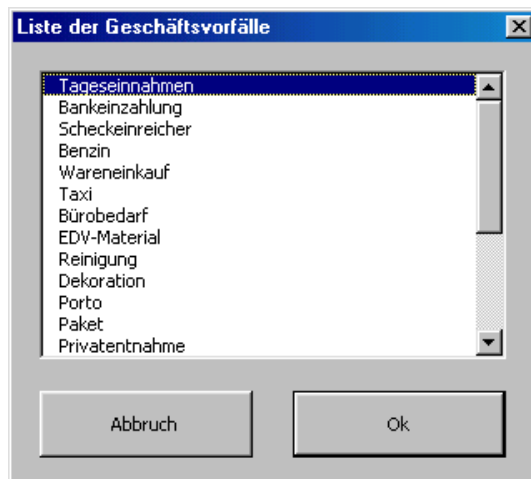 Liste der Geschäftsvorfälle
Tageseinnahmen
Bankeinzahlung
Scheckeinreicher
Benzin
Wareneinkauf
Taxi
Bürobedarf
EDV-Material
Reinigung
Dekoration
Porto
Paket
Privatentnahme
Abbruch
Ok